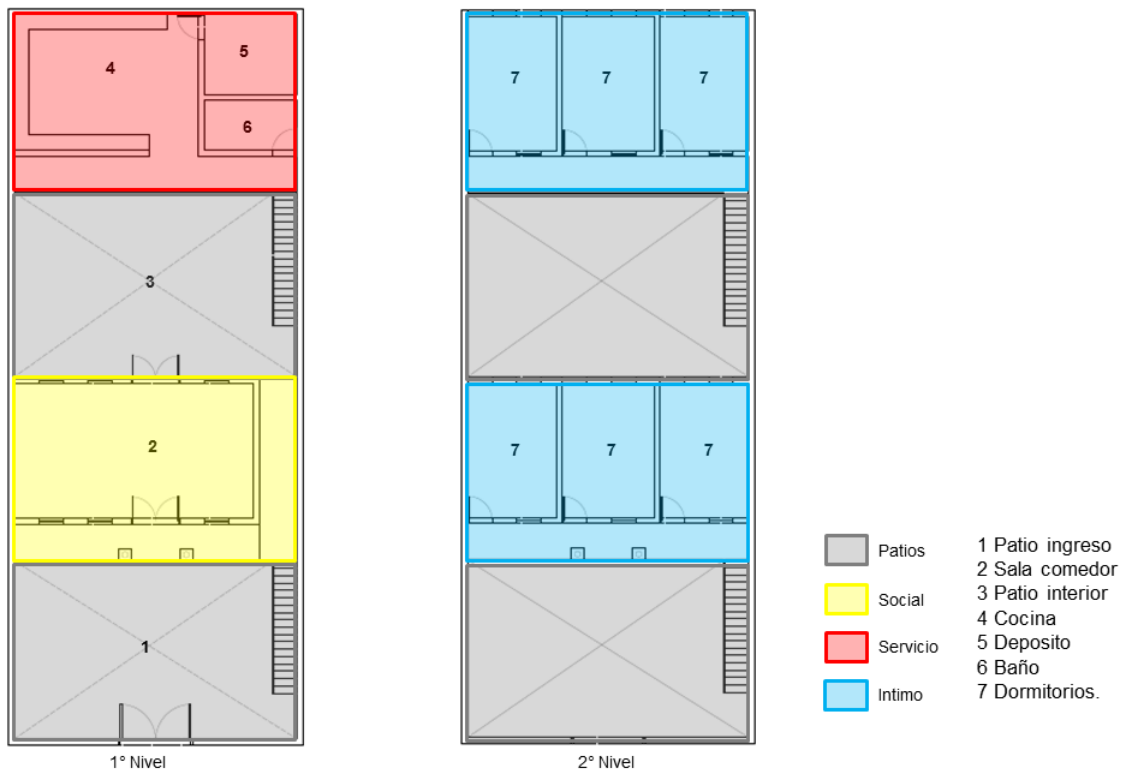 4
5
6
3
2
1
1° Nivel
7 7 7
7 7 7
2° Nivel
Patios
Social
Servicio
Intimo
1 Patio ingreso
2 Sala comedor
3 Patio interior
4 Cocina
5 Deposito
6 Baño
7 Dormitorios.